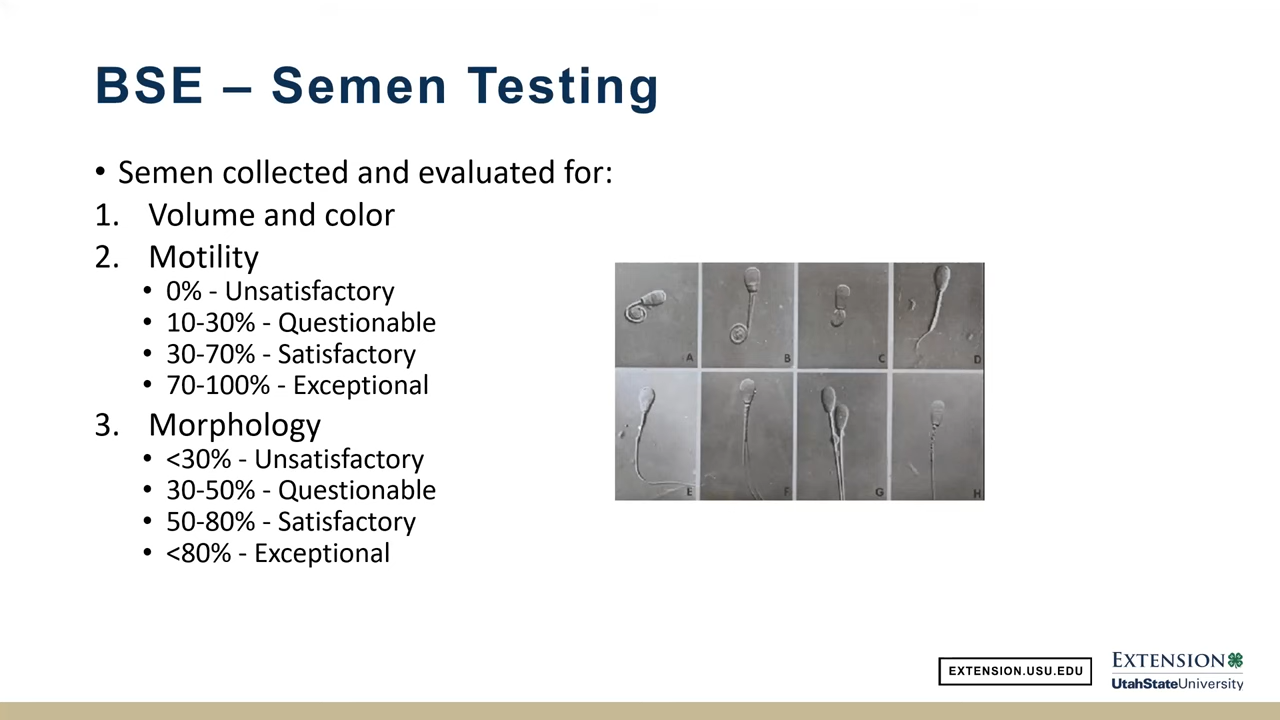 BSE – Semen Testing
• Semen collected and evaluated for:
1. Volume and color
2. Motility
• 0% - Unsatisfactory
• 10-30% - Questionable
• 30-70% - Satisfactory
• 70-100% - Exceptional
3. Morphology
• <30% - Unsatisfactory
• 30-50% - Questionable
• 50-80% - Satisfactory
• <80% - Exceptional
A B C D
E F G H
EXTENSION.USU.EDU
EXTENSION
UtahStateUniversity